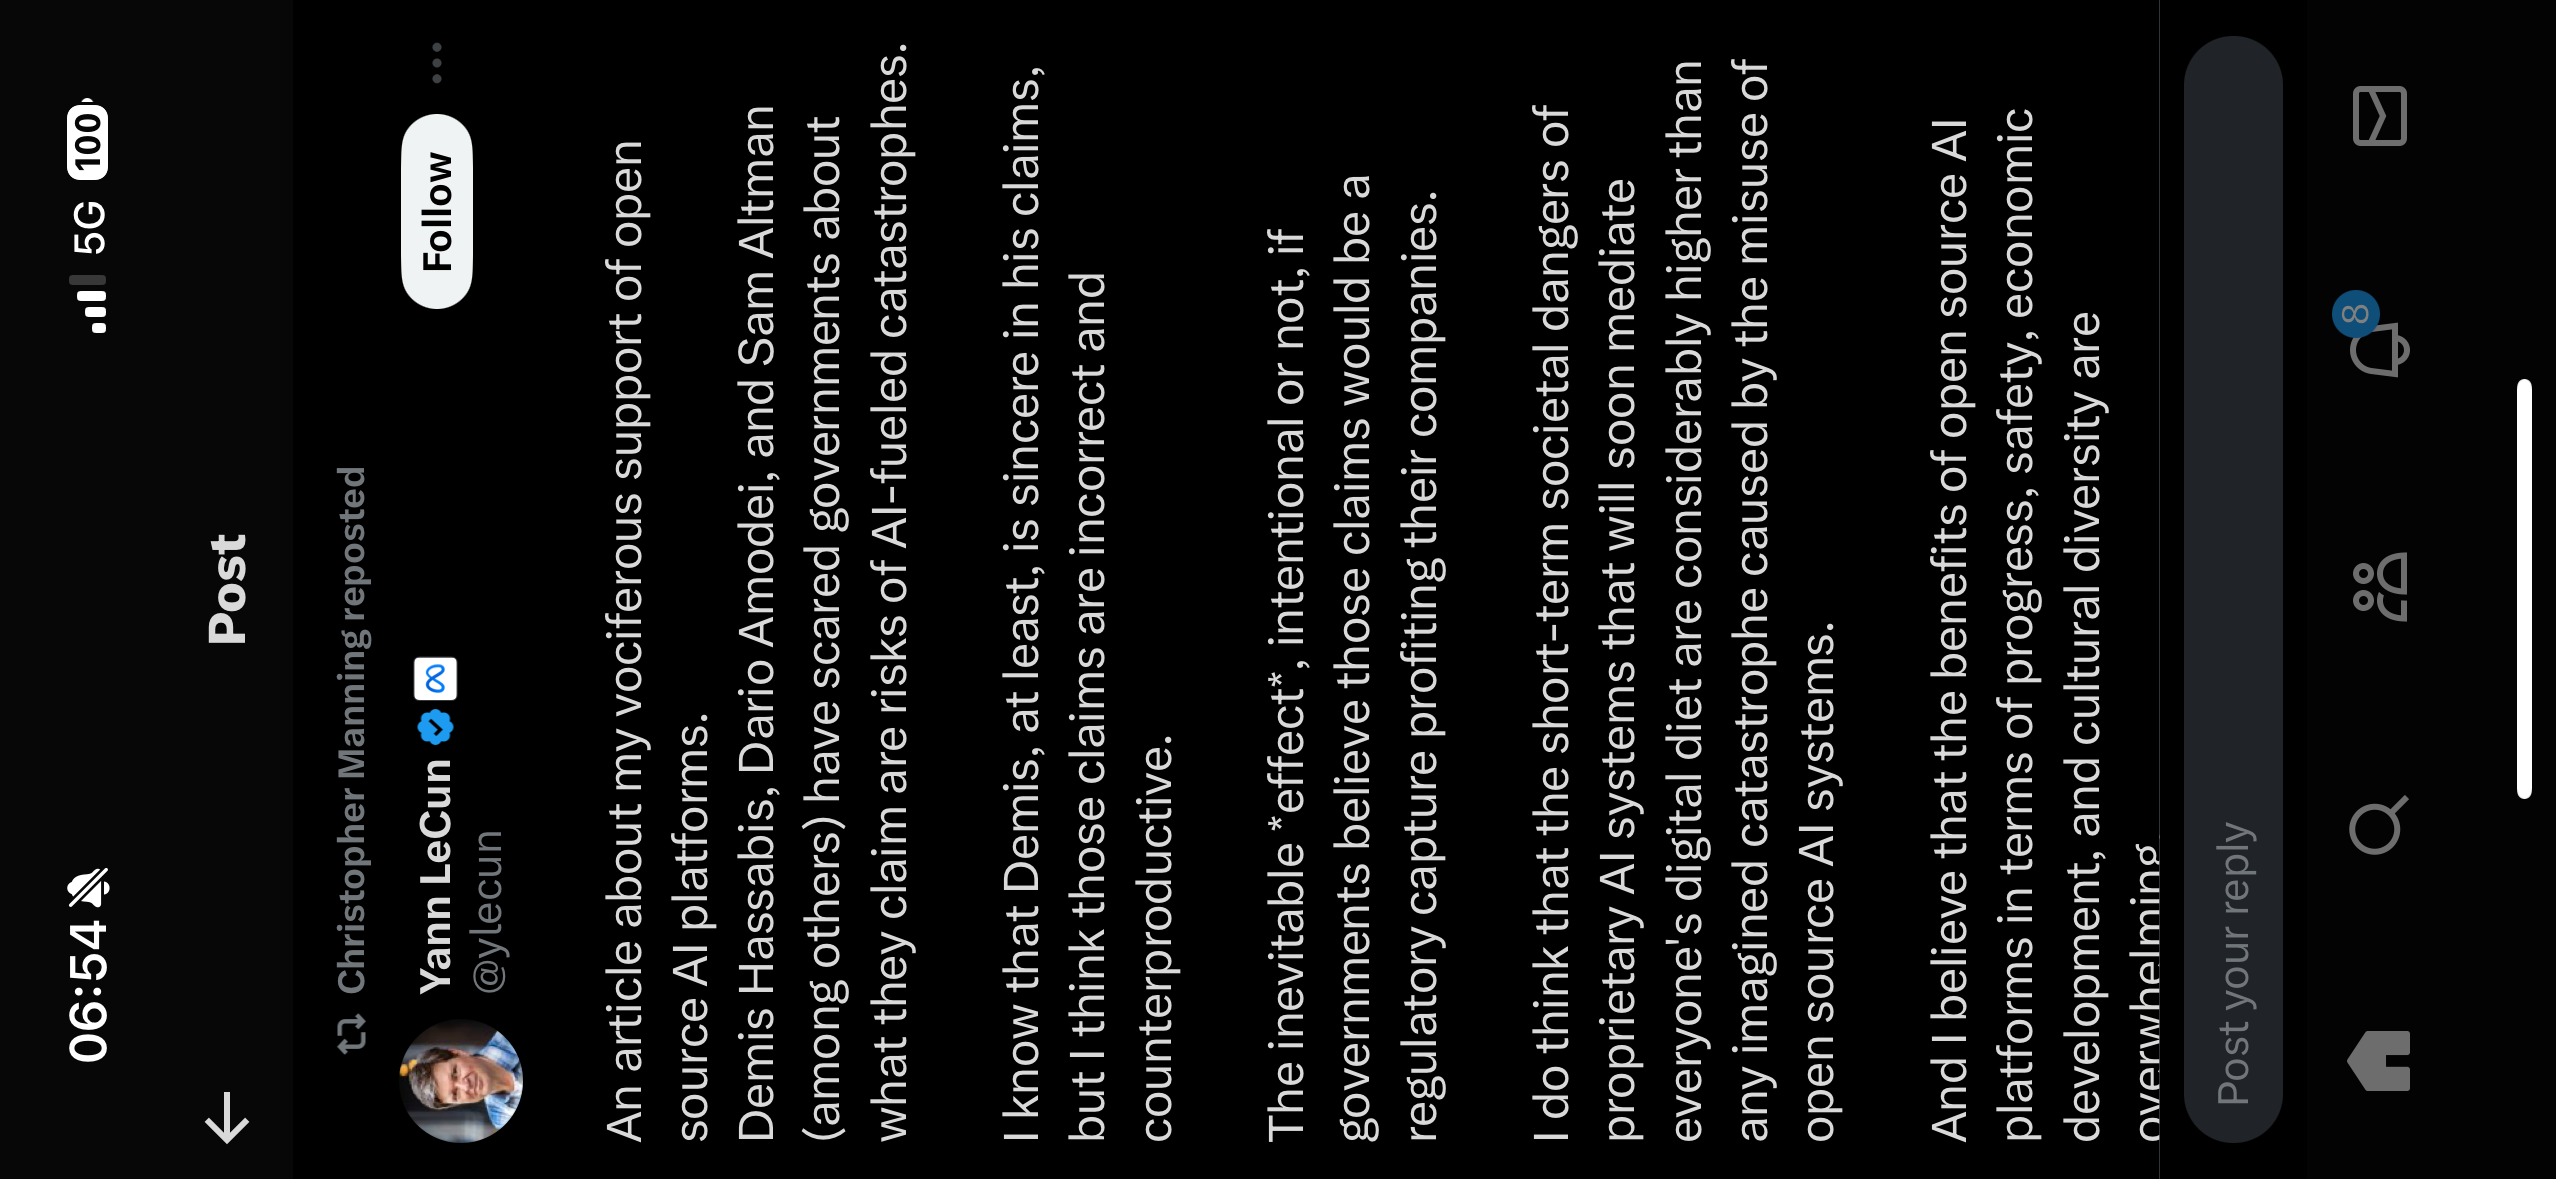 06:54
5G 100
Post
Christopher Manning reposted
Yann LeCun
@ylecun
Follow
An article about my vociferous support of open
source AI platforms.
Demis Hassabis, Dario Amodei, and Sam Altman
(among others) have scared governments about
what they claim are risks of AI-fueled catastrophes.
I know that Demis, at least, is sincere in his claims,
but I think those claims are incorrect and
counterproductive.
The inevitable *effect*, intentional or not, if
governments believe those claims would be a
regulatory capture profiting their companies.
I do think that the short-term societal dangers of
proprietary AI systems that will soon mediate
everyone's digital diet are considerably higher than
any imagined catastrophe caused by the misuse of
open source AI systems.
And I believe that the benefits of open source AI
platforms in terms of progress, safety, economic
development, and cultural diversity are
overwhelming.
Post your reply
8